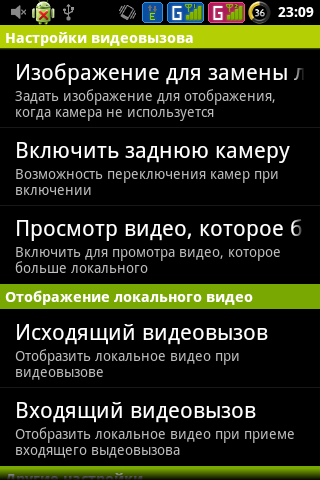 E G G 36 23:09
Настройки видеовызова
Изображение для замены л
Задать изображение для отображения,
когда камера не используется
Включить заднюю камеру
Возможность переключения камер при
включении
Просмотр видео, которое б
Включить для промотра видео, которое
больше локального
Отображение локального видео
Исходящий видеовызов
Отобразить локальное видео при
видеовызове
Входящий видеовызов
Отобразить локальное видео при приеме
входящего выдеовызова
Другие настройки